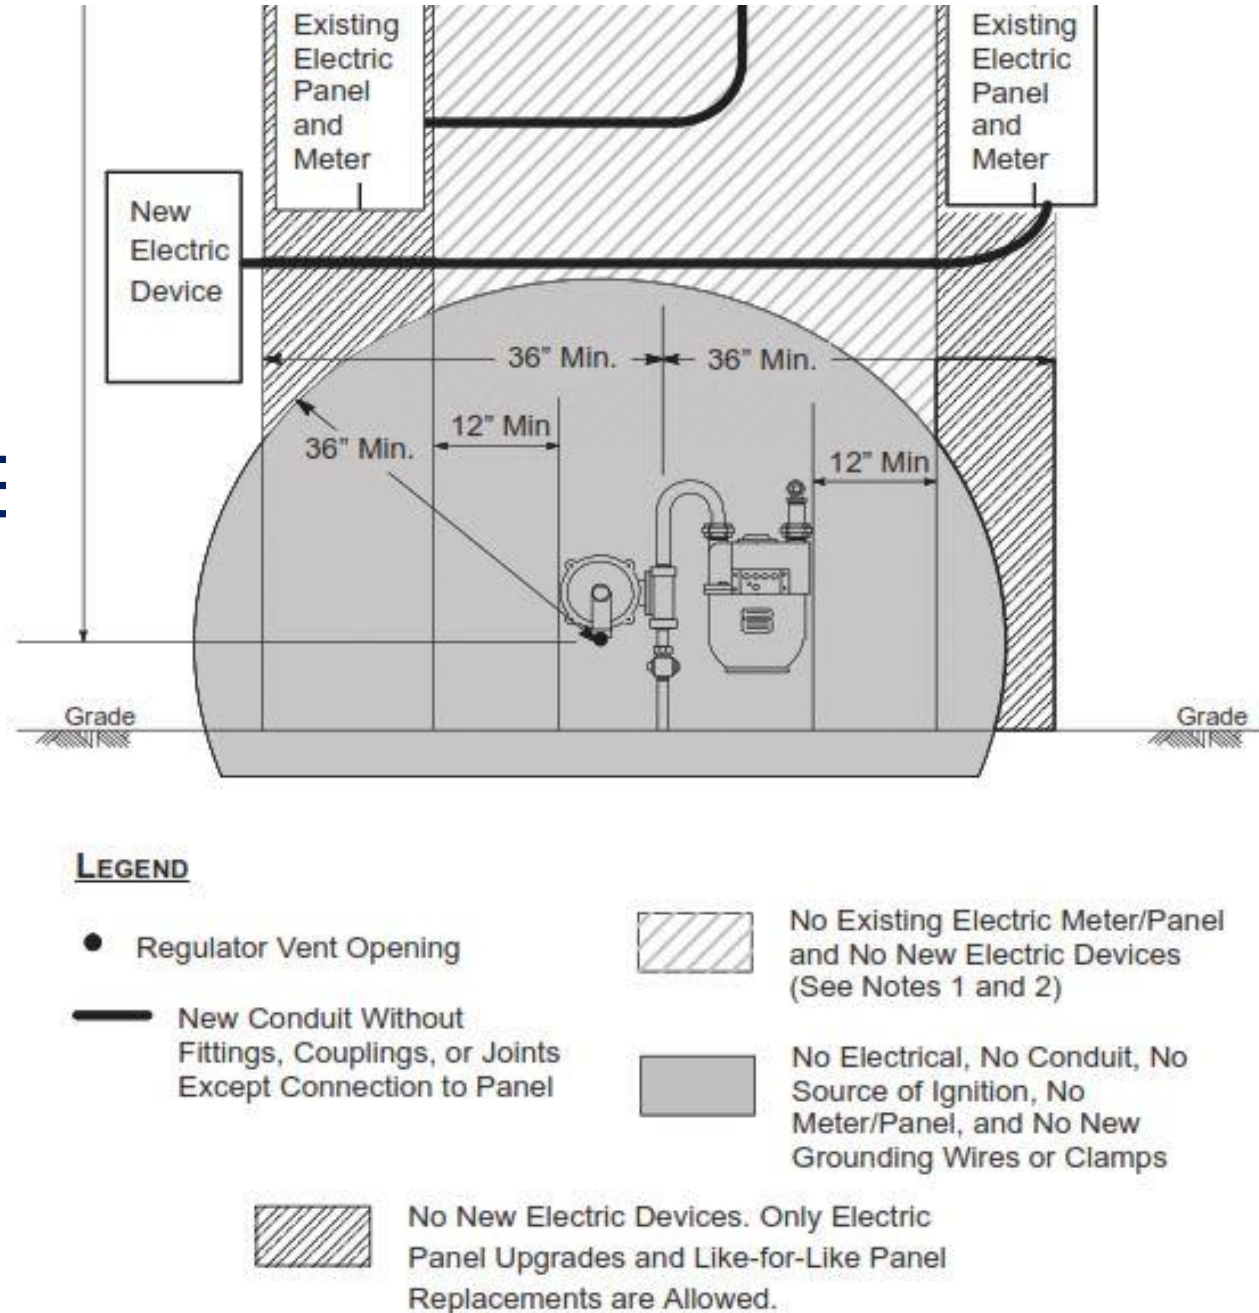 Existing
Electric
Panel
and
Meter
Existing
Electric
Panel
and
Meter
New
Electric
Device
36" Min.
36" Min.
12" Min
36" Min.
12" Min
Grade
Grade
LEGEND
Regulator Vent Opening
New Conduit Without
Fittings, Couplings, or Joints
Except Connection to Panel
No Existing Electric Meter/Panel
and No New Electric Devices
(See Notes 1 and 2)
No Electrical, No Conduit, No
Source of Ignition, No
Meter/Panel, and No New
Grounding Wires or Clamps
No New Electric Devices. Only Electric
Panel Upgrades and Like-for-Like Panel
Replacements are Allowed.